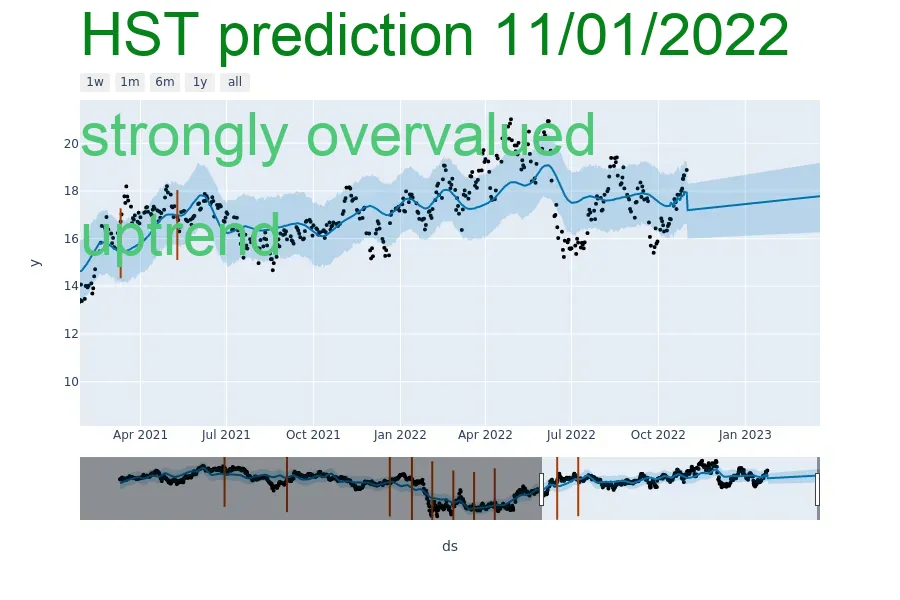 HST prediction 11/01/2022
1w 1m 6m 1y all
strongly overvalued
uptrend
20
18
16
14
12
10
y
Apr 2021 Jul 2021 Oct 2021 Jan 2022 Apr 2022 Jul 2022 Oct 2022 Jan 2023
ds